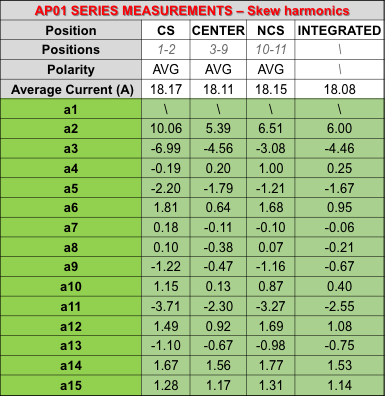 AP01 SERIES MEASUREMENTS – Skew harmonics
Position CS CENTER NCS INTEGRATED
Positions 1-2 3-9 10-11 \
Polarity AVG AVG AVG \
Average Current (A) 18.17 18.11 18.15 18.08
a1 \ \ \ \
a2 10.06 5.39 6.51 6.00
a3 -6.99 -4.56 -3.08 -4.46
a4 -0.19 0.20 1.00 0.25
a5 -2.20 -1.79 -1.21 -1.67
a6 1.81 0.64 1.68 0.95
a7 0.18 -0.11 -0.10 -0.06
a8 0.10 -0.38 0.07 -0.21
a9 -1.22 -0.47 -1.16 -0.67
a10 1.15 0.13 0.87 0.40
a11 -3.71 -2.30 -3.27 -2.55
a12 1.49 0.92 1.69 1.08
a13 -1.10 -0.67 -0.98 -0.75
a14 1.67 1.56 1.77 1.53
a15 1.28 1.17 1.31 1.14